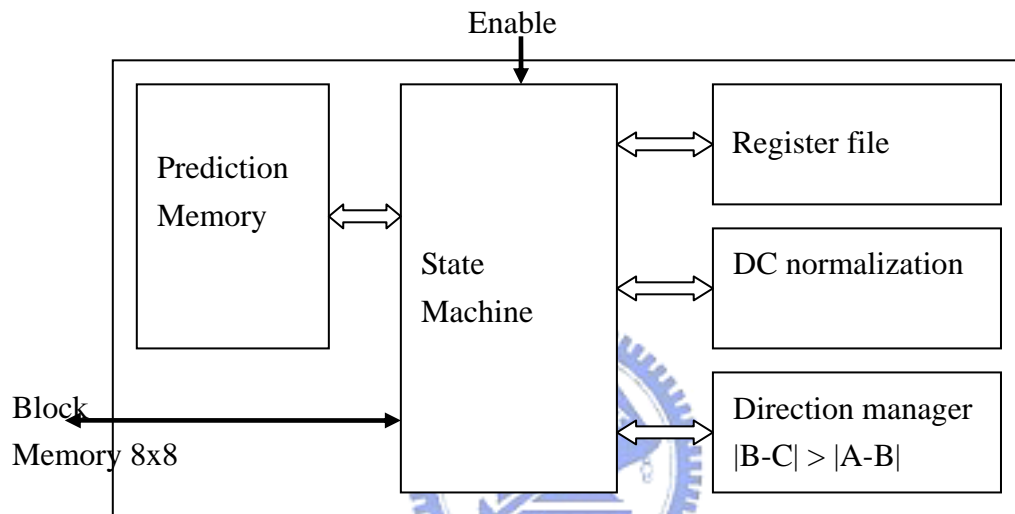 Enable
Prediction
Memory
State
Machine
Register file
DC normalization
Direction manager
|B-C| > |A-B|
Block
Memory 8x8